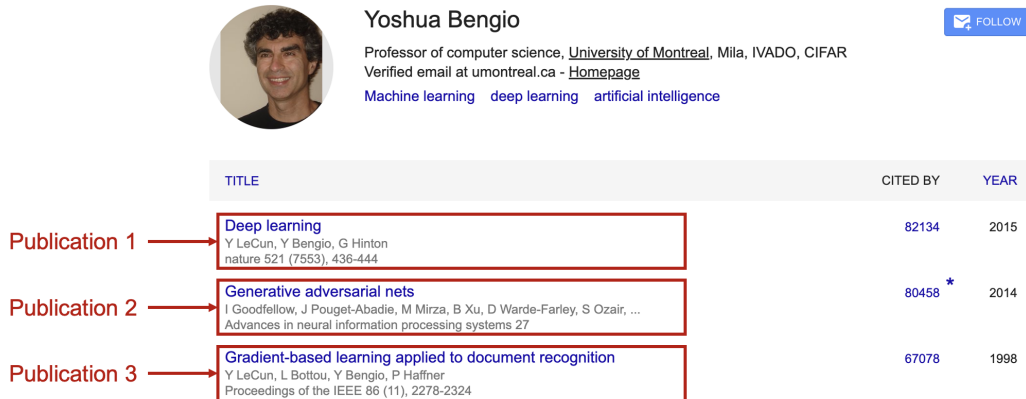 Yoshua Bengio
FOLLOW
Professor of computer science, University of Montreal, Mila, IVADO, CIFAR
Verified email at umontreal.ca - Homepage
Machine learning deep learning artificial intelligence
TITLE CITED BY YEAR
Publication 1
Deep learning 82134 2015
Y LeCun, Y Bengio, G Hinton
nature 521 (7553), 436-444
Publication 2
Generative adversarial nets 80458 * 2014
I Goodfellow, J Pouget-Abadie, M Mirza, B Xu, D Warde-Farley, S Ozair, ...
Advances in neural information processing systems 27
Publication 3
Gradient-based learning applied to document recognition 67078 1998
Y LeCun, L Bottou, Y Bengio, P Haffner
Proceedings of the IEEE 86 (11), 2278-2324